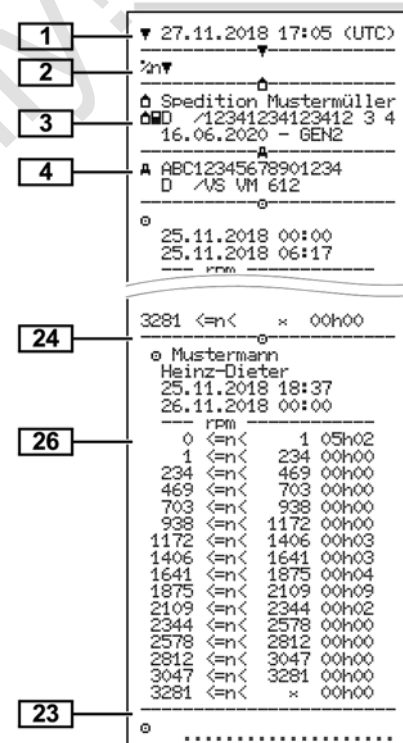 1 ▼ 27.11.2018 17:05 (UTC)
▼
2 %n▼
3 Spedition Mustermüller
D /12341234123412 3 4
16.06.2020 - GEN2
A
4 A ABC12345678901234
D /VS VM 612
25.11.2018 00:00
25.11.2018 06:17
--- rpm
3281 <=n< × 00h00
24
Mustermann
Heinz-Dieter
25.11.2018 18:37
26.11.2018 00:00
--- rpm
26 0 <=n< 1 05h02
1 <=n< 234 00h00
234 <=n< 469 00h00
469 <=n< 703 00h00
703 <=n< 938 00h00
938 <=n< 1172 00h00
1172 <=n< 1406 00h03
1406 <=n< 1641 00h03
1641 <=n< 1875 00h04
1875 <=n< 2109 00h09
2109 <=n< 2344 00h02
2344 <=n< 2578 00h00
2578 <=n< 2812 00h00
2812 <=n< 3047 00h00
3047 <=n< 3281 00h00
3281 <=n< × 00h00
23
....................